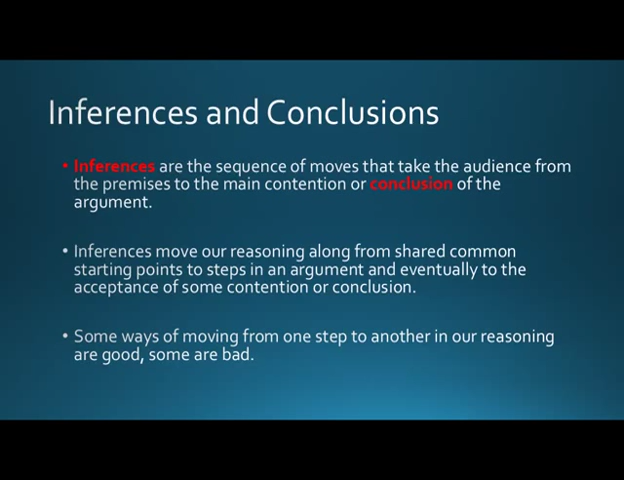 Inferences and Conclusions
• Inferences are the sequence of moves that take the audience from
the premises to the main contention or conclusion of the
argument.
• Inferences move our reasoning along from shared common
starting points to steps in an argument and eventually to the
acceptance of some contention or conclusion.
• Some ways of moving from one step to another in our reasoning
are good, some are bad.